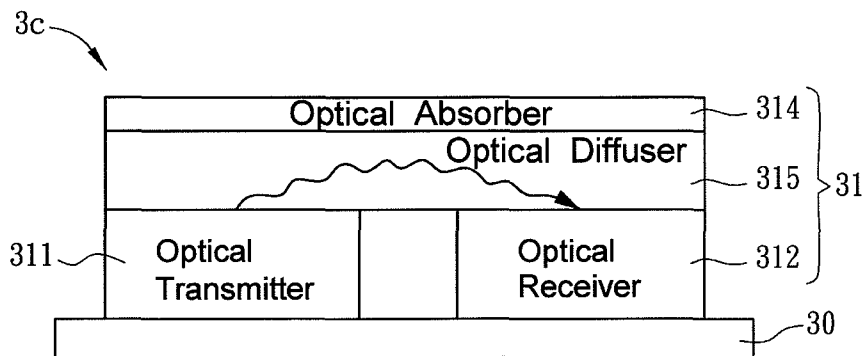 3c
Optical Absorber
314
Optical Diffuser
315
31
311
Optical
Transmitter
Optical
Receiver
312
30